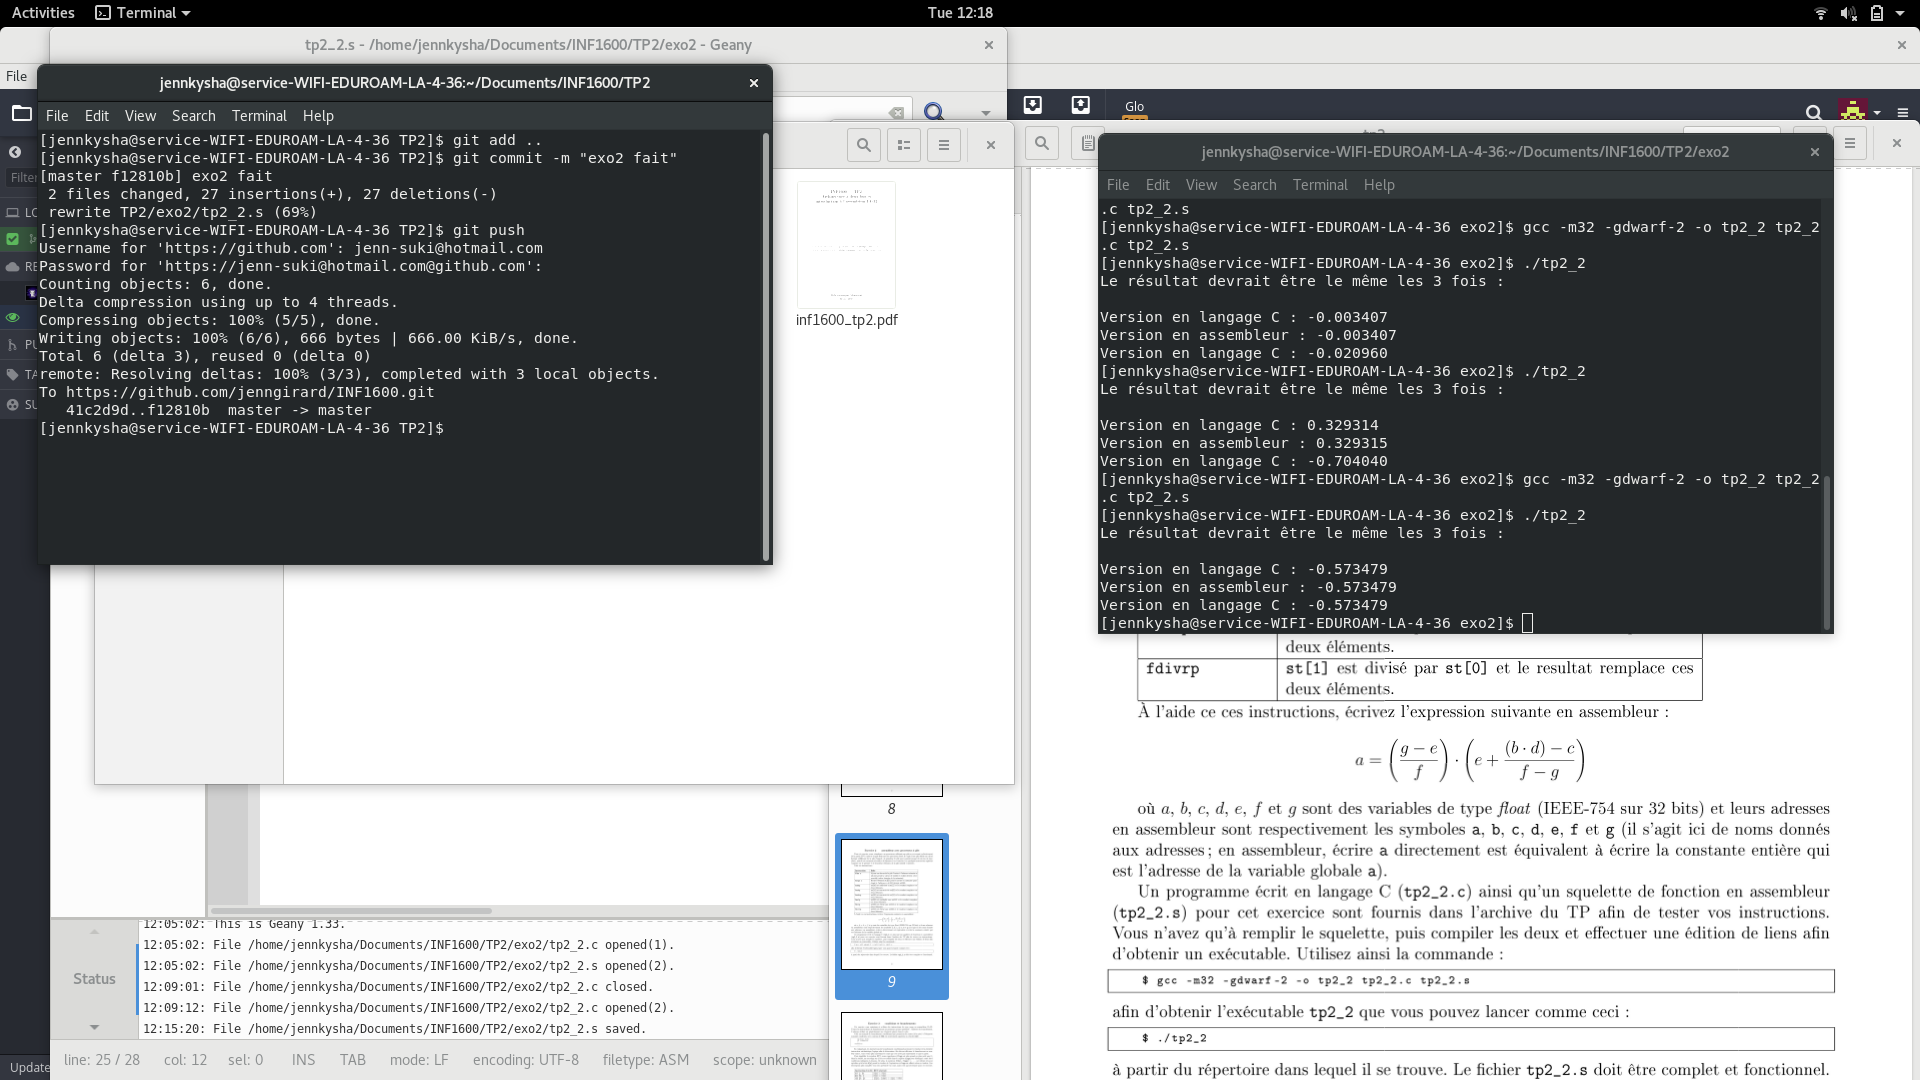 Activities
Terminal
Tue 12:18
tp2_2.s - /home/jennkysha/Documents/INF1600/TP2/exo2 - Geany
File
jennkysha@service-WIFI-EDUROAM-LA-4-36:~/Documents/INF1600/TP2
File Edit View Search Terminal Help
[jennkysha@service-WIFI-EDUROAM-LA-4-36 TP2]$ git add ..
[jennkysha@service-WIFI-EDUROAM-LA-4-36 TP2]$ git commit -m "exo2 fait"
[master f12810b] exo2 fait
2 files changed, 27 insertions(+), 27 deletions(-)
rewrite TP2/exo2/tp2_2.s (69%)
[jennkysha@service-WIFI-EDUROAM-LA-4-36 TP2]$ git push
Username for 'https://github.com': jenn-suki@hotmail.com
Password for 'https://jenn-suki@hotmail.com@github.com':
Counting objects: 6, done.
Delta compression using up to 4 threads.
Compressing objects: 100% (5/5), done.
Writing objects: 100% (6/6), 666 bytes | 666.00 KiB/s, done.
Total 6 (delta 3), reused 0 (delta 0)
remote: Resolving deltas: 100% (3/3), completed with 3 local objects.
To https://github.com/jenngirard/INF1600.git
41c2d9d..f12810b  master -> master
[jennkysha@service-WIFI-EDUROAM-LA-4-36 TP2]$
Filter
LO
RE
PU
TA
SU
Update
inf1600_tp2.pdf
Glo
jennkysha@service-WIFI-EDUROAM-LA-4-36:~/Documents/INF1600/TP2/exo2
File Edit View Search Terminal Help
.c tp2_2.s
[jennkysha@service-WIFI-EDUROAM-LA-4-36 exo2]$ gcc -m32 -gdwarf-2 -o tp2_2 tp2_2
.c tp2_2.s
[jennkysha@service-WIFI-EDUROAM-LA-4-36 exo2]$ ./tp2_2
Le résultat devrait être le même les 3 fois :
Version en langage C : -0.003407
Version en assembleur : -0.003407
Version en langage C : -0.020960
[jennkysha@service-WIFI-EDUROAM-LA-4-36 exo2]$ ./tp2_2
Le résultat devrait être le même les 3 fois :
Version en langage C : 0.329314
Version en assembleur : 0.329315
Version en langage C : -0.704040
[jennkysha@service-WIFI-EDUROAM-LA-4-36 exo2]$ gcc -m32 -gdwarf-2 -o tp2_2 tp2_2
.c tp2_2.s
[jennkysha@service-WIFI-EDUROAM-LA-4-36 exo2]$ ./tp2_2
Le résultat devrait être le même les 3 fois :
Version en langage C : -0.573479
Version en assembleur : -0.573479
Version en langage C : -0.573479
[jennkysha@service-WIFI-EDUROAM-LA-4-36 exo2]$
deux éléments.
fdivrp st[1] est divisé par st[0] et le resultat remplace ces
deux éléments.
À l'aide ce ces instructions, écrivez l'expression suivante en assembleur :
a = ( (g − e) / f ) · ( e + ((b · d) − c) / (f − g) )
où a, b, c, d, e, f et g sont des variables de type float (IEEE-754 sur 32 bits) et leurs adresses
en assembleur sont respectivement les symboles a, b, c, d, e, f et g (il s'agit ici de noms donnés
aux adresses ; en assembleur, écrire a directement est équivalent à écrire la constante entière qui
est l'adresse de la variable globale a).
Un programme écrit en langage C (tp2_2.c) ainsi qu'un squelette de fonction en assembleur
(tp2_2.s) pour cet exercice sont fournis dans l'archive du TP afin de tester vos instructions.
Vous n'avez qu'à remplir le squelette, puis compiler les deux et effectuer une édition de liens afin
d'obtenir un exécutable. Utilisez ainsi la commande :
$ gcc -m32 -gdwarf-2 -o tp2_2 tp2_2.c tp2_2.s
afin d'obtenir l'exécutable tp2_2 que vous pouvez lancer comme ceci :
$ ./tp2_2
à partir du répertoire dans lequel il se trouve. Le fichier tp2_2.s doit être complet et fonctionnel.
8
9
Status
12:05:02: This is Geany 1.33.
12:05:02: File /home/jennkysha/Documents/INF1600/TP2/exo2/tp2_2.c opened(1).
12:05:02: File /home/jennkysha/Documents/INF1600/TP2/exo2/tp2_2.s opened(2).
12:09:01: File /home/jennkysha/Documents/INF1600/TP2/exo2/tp2_2.c closed.
12:09:12: File /home/jennkysha/Documents/INF1600/TP2/exo2/tp2_2.c opened(2).
12:15:20: File /home/jennkysha/Documents/INF1600/TP2/exo2/tp2_2.s saved.
line: 25 / 28 col: 12 sel: 0 INS TAB mode: LF encoding: UTF-8 filetype: ASM scope: unknown